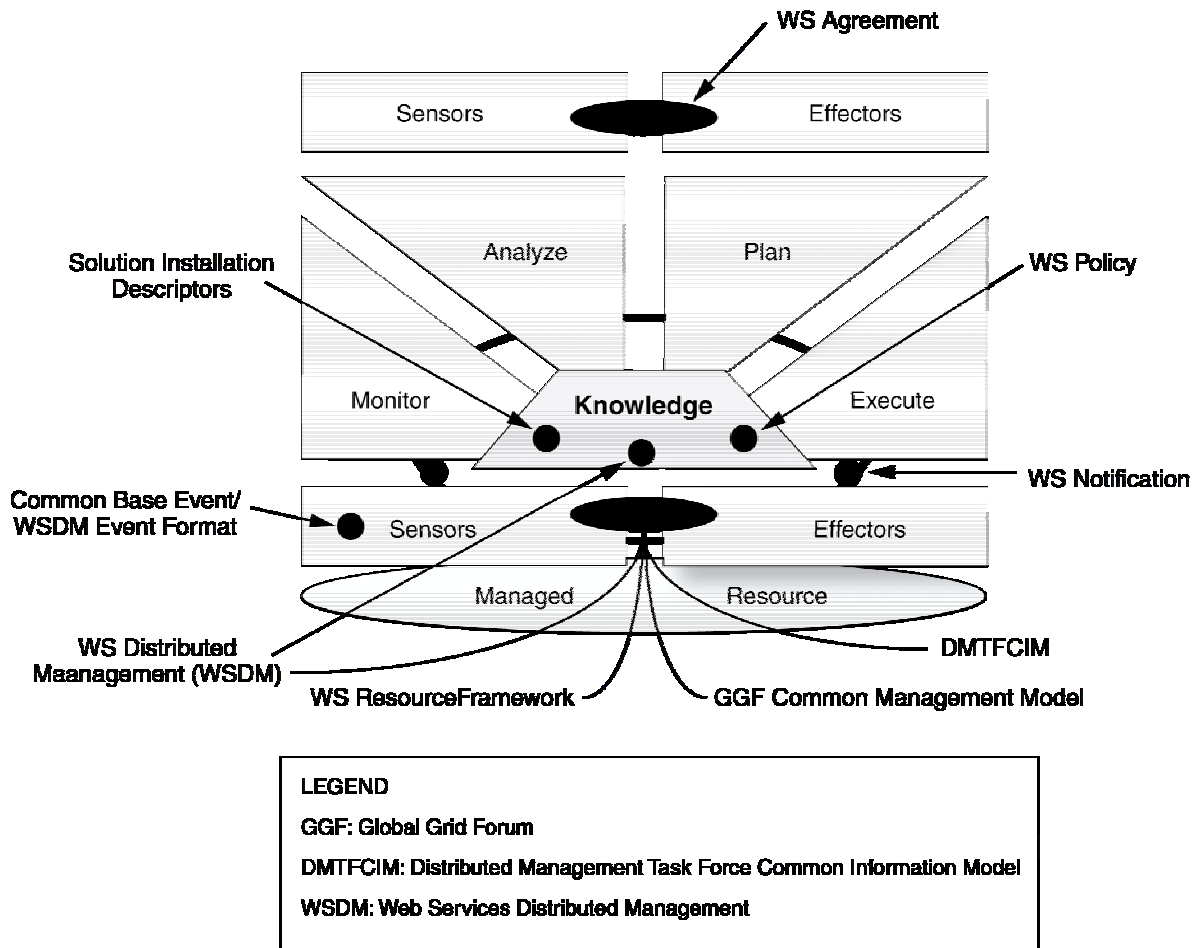 WS Agreement
Sensors
Effectors
Analyze
Plan
Solution Installation
Descriptors
WS Policy
Monitor
Knowledge
Execute
WS Notification
Common Base Event/
WSDM Event Format
Sensors
Effectors
Managed
Resource
WS Distributed
Maanagement (WSDM)
DMTFCIM
WS ResourceFramework
GGF Common Management Model
LEGEND
GGF: Global Grid Forum
DMTFCIM: Distributed Management Task Force Common Information Model
WSDM: Web Services Distributed Management